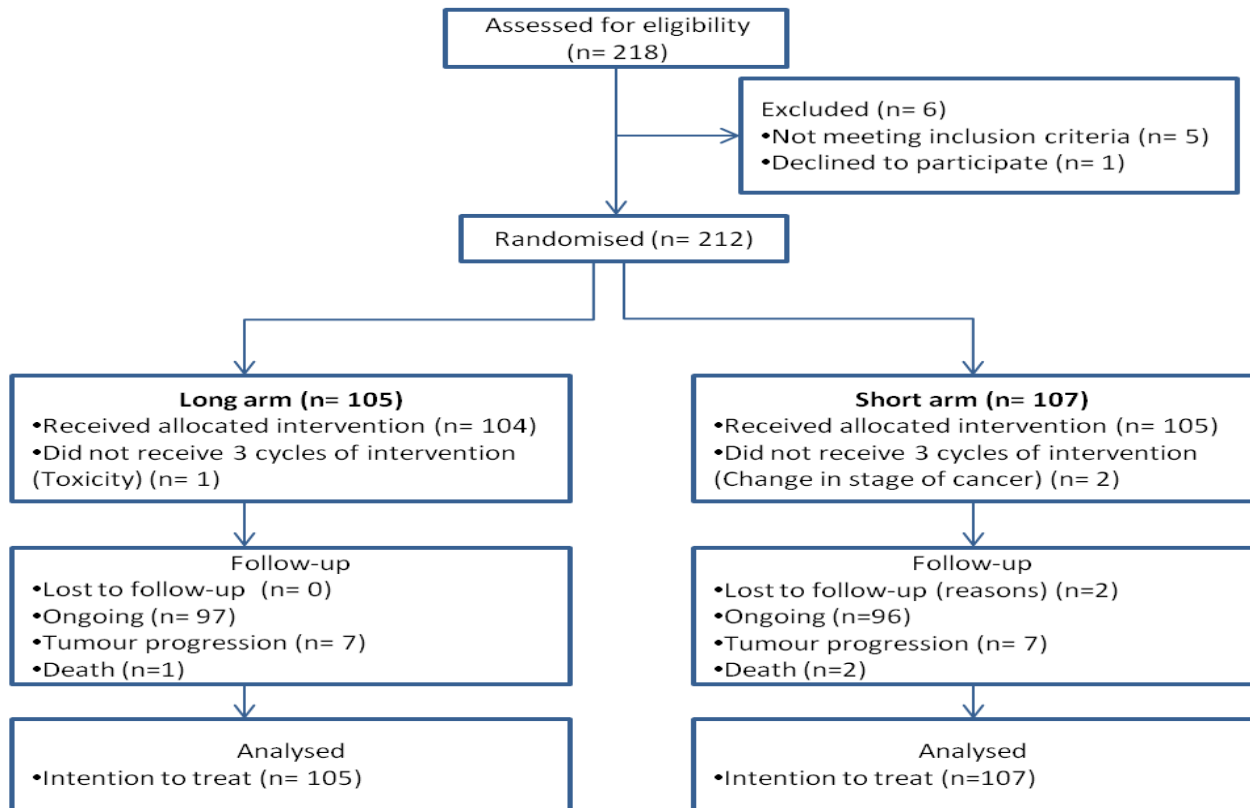 Assessed for eligibility
(n= 218)
Excluded (n= 6)
•Not meeting inclusion criteria (n= 5)
•Declined to participate (n= 1)
Randomised (n= 212)
Long arm (n= 105)
•Received allocated intervention (n= 104)
•Did not receive 3 cycles of intervention
(Toxicity) (n= 1)
Short arm (n= 107)
•Received allocated intervention (n= 105)
•Did not receive 3 cycles of intervention
(Change in stage of cancer) (n= 2)
Follow-up
•Lost to follow-up (n= 0)
•Ongoing (n= 97)
•Tumour progression (n= 7)
•Death (n=1)
Follow-up
•Lost to follow-up (reasons) (n=2)
•Ongoing (n=96)
•Tumour progression (n= 7)
•Death (n=2)
Analysed
•Intention to treat (n= 105)
Analysed
•Intention to treat (n=107)